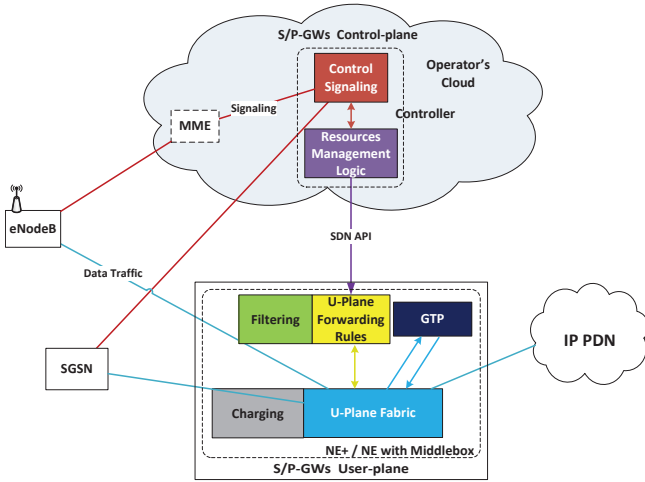 S/P-GWs Control-plane
Control
Signaling
Operator's
Cloud
Signaling
MME
Controller
Resources
Management
Logic
eNodeB
SDN API
Data Traffic
Filtering
U-Plane
Forwarding
Rules
GTP
IP PDN
SGSN
Charging
U-Plane Fabric
NE+ / NE with Middlebox
S/P-GWs User-plane